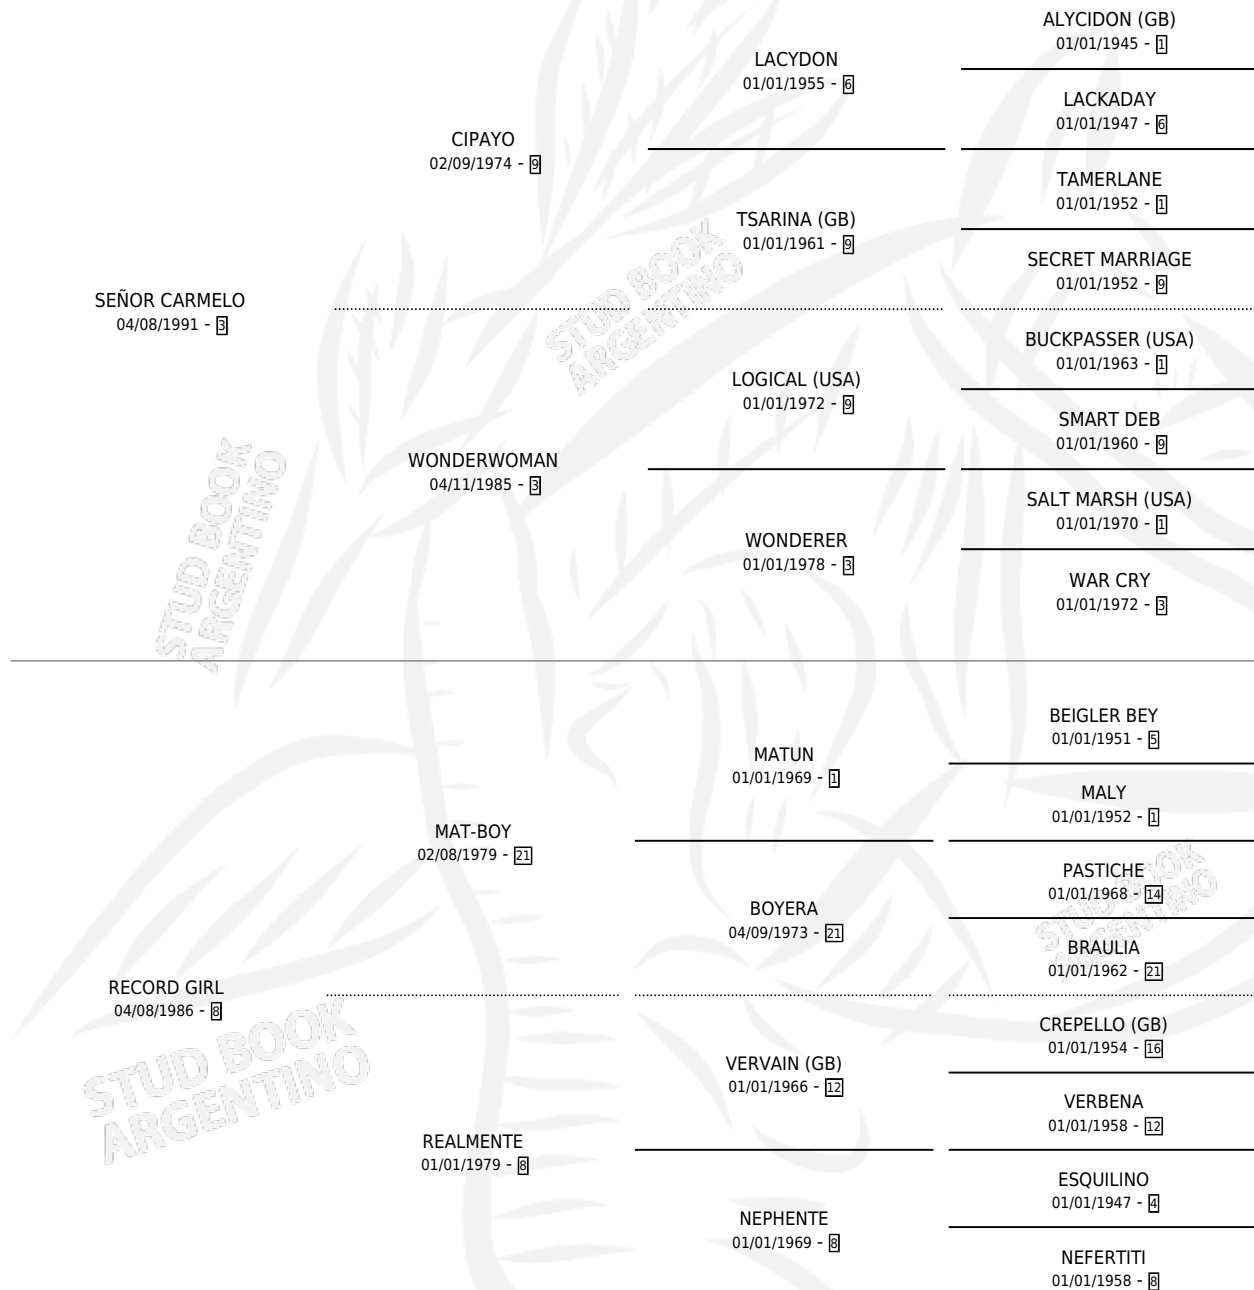 ALYCIDON (GB)
01/01/1945 - 1
LACYDON
01/01/1955 - 6
LACKADAY
01/01/1947 - 6
CIPAYO
02/09/1974 - 9
TAMERLANE
01/01/1952 - 1
TSARINA (GB)
01/01/1961 - 9
SECRET MARRIAGE
01/01/1952 - 9
SEÑOR CARMELO
04/08/1991 - 3
STUD BOOK
ARGENTINO
BUCKPASSER (USA)
01/01/1963 - 1
LOGICAL (USA)
01/01/1972 - 9
SMART DEB
01/01/1960 - 9
WONDERWOMAN
04/11/1985 - 3
SALT MARSH (USA)
01/01/1970 - 1
WONDERER
01/01/1978 - 3
WAR CRY
01/01/1972 - 3
STUD BOOK
ARGENTINO
BEIGLER BEY
01/01/1951 - 5
MATUN
01/01/1969 - 1
MALY
01/01/1952 - 1
MAT-BOY
02/08/1979 - 21
PASTICHE
01/01/1968 - 14
BOYERA
04/09/1973 - 21
BRAULIA
01/01/1962 - 21
STUD BOOK
ARGENTINO
RECORD GIRL
04/08/1986 - 8
CREPELLO (GB)
01/01/1954 - 16
VERVAIN (GB)
01/01/1966 - 12
VERBENA
01/01/1958 - 12
STUD BOOK
ARGENTINO
REALMENTE
01/01/1979 - 8
ESQUILINO
01/01/1947 - 4
NEPHENTE
01/01/1969 - 8
NEFERTITI
01/01/1958 - 8